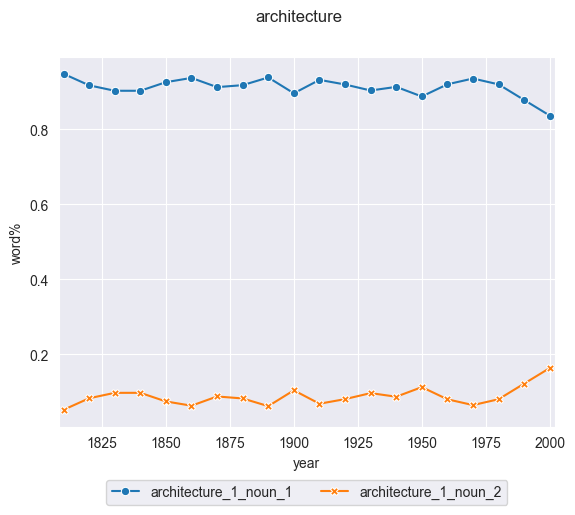 architecture
word%
0.8
0.6
0.4
0.2
1825 1850 1875 1900 1925 1950 1975 2000
year
architecture_1_noun_1 architecture_1_noun_2